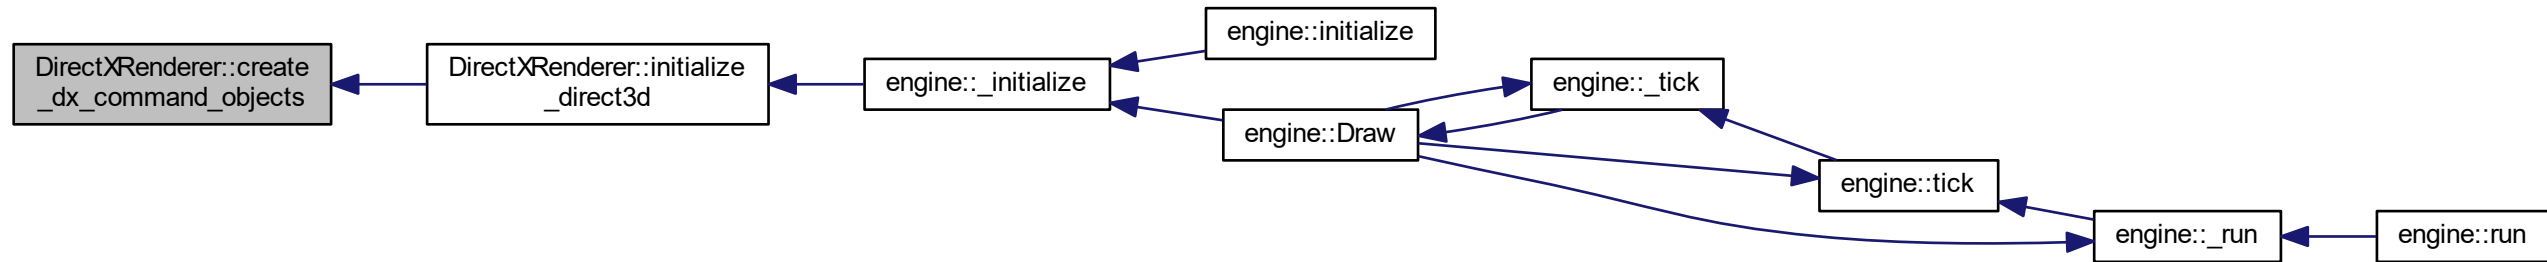 DirectXRenderer::create
_dx_command_objects
DirectXRenderer::initialize
_direct3d
engine::_initialize
engine::initialize
engine::Draw
engine::_tick
engine::tick
engine::_run
engine::run